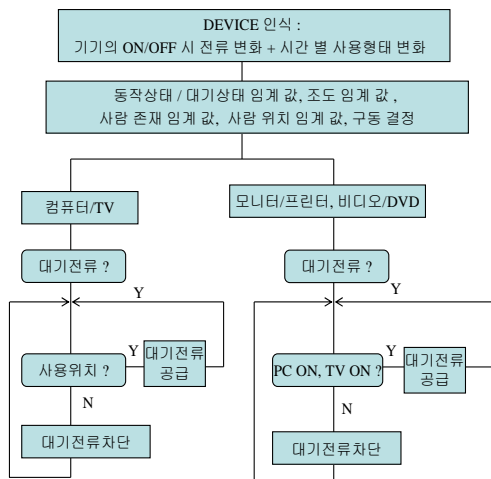 DEVICE 인식 :
기기의 ON/OFF 시 전류 변화 + 시간 별 사용형태 변화
동작상태 / 대기상태 임계 값, 조도 임계 값 ,
사람 존재 임계 값, 사람 위치 임계 값, 구동 결정
컴퓨터/TV
대기전류 ?
Y
사용위치 ?
Y
대기전류
공급
N
대기전류차단
모니터/프린터, 비디오/DVD
대기전류 ?
Y
PC ON, TV ON ?
Y
대기전류
공급
N
대기전류차단